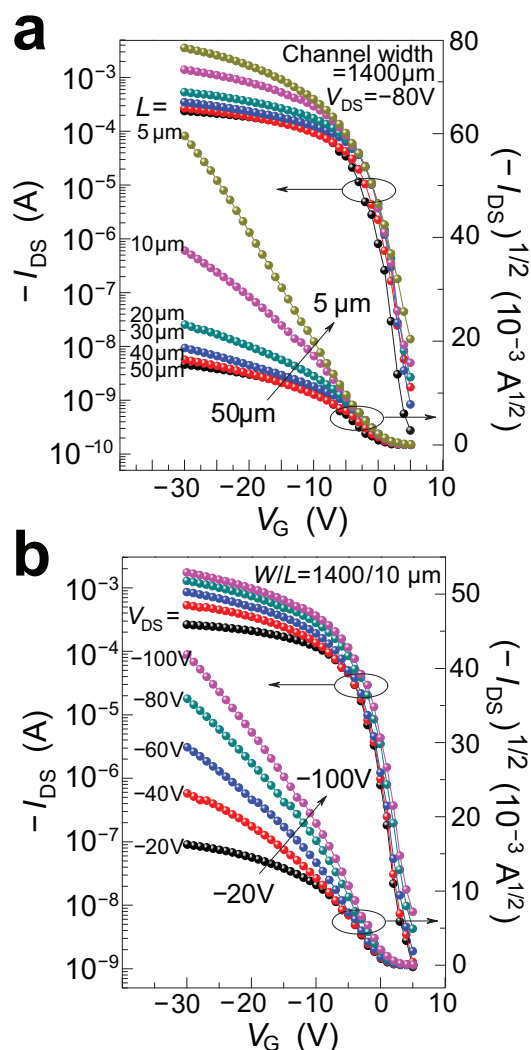 a
Channel width
=1400μm
V_DS=−80V
L=
5 μm
10μm
20μm
30μm
40μm
50μm
5 μm
50μm
10⁻³
10⁻⁴
10⁻⁵
10⁻⁶
10⁻⁷
10⁻⁸
10⁻⁹
10⁻¹⁰
−I_DS (A)
80
60
40
20
0
(−I_DS)^1/2 (10⁻³ A^1/2)
−30 −20 −10 0 10
V_G (V)
b
W/L=1400/10 μm
V_DS=
−100V
−80V
−60V
−40V
−20V
−100V
−20V
10⁻³
10⁻⁴
10⁻⁵
10⁻⁶
10⁻⁷
10⁻⁸
10⁻⁹
−I_DS (A)
50
40
30
20
10
0
(−I_DS)^1/2 (10⁻³ A^1/2)
−30 −20 −10 0 10
V_G (V)